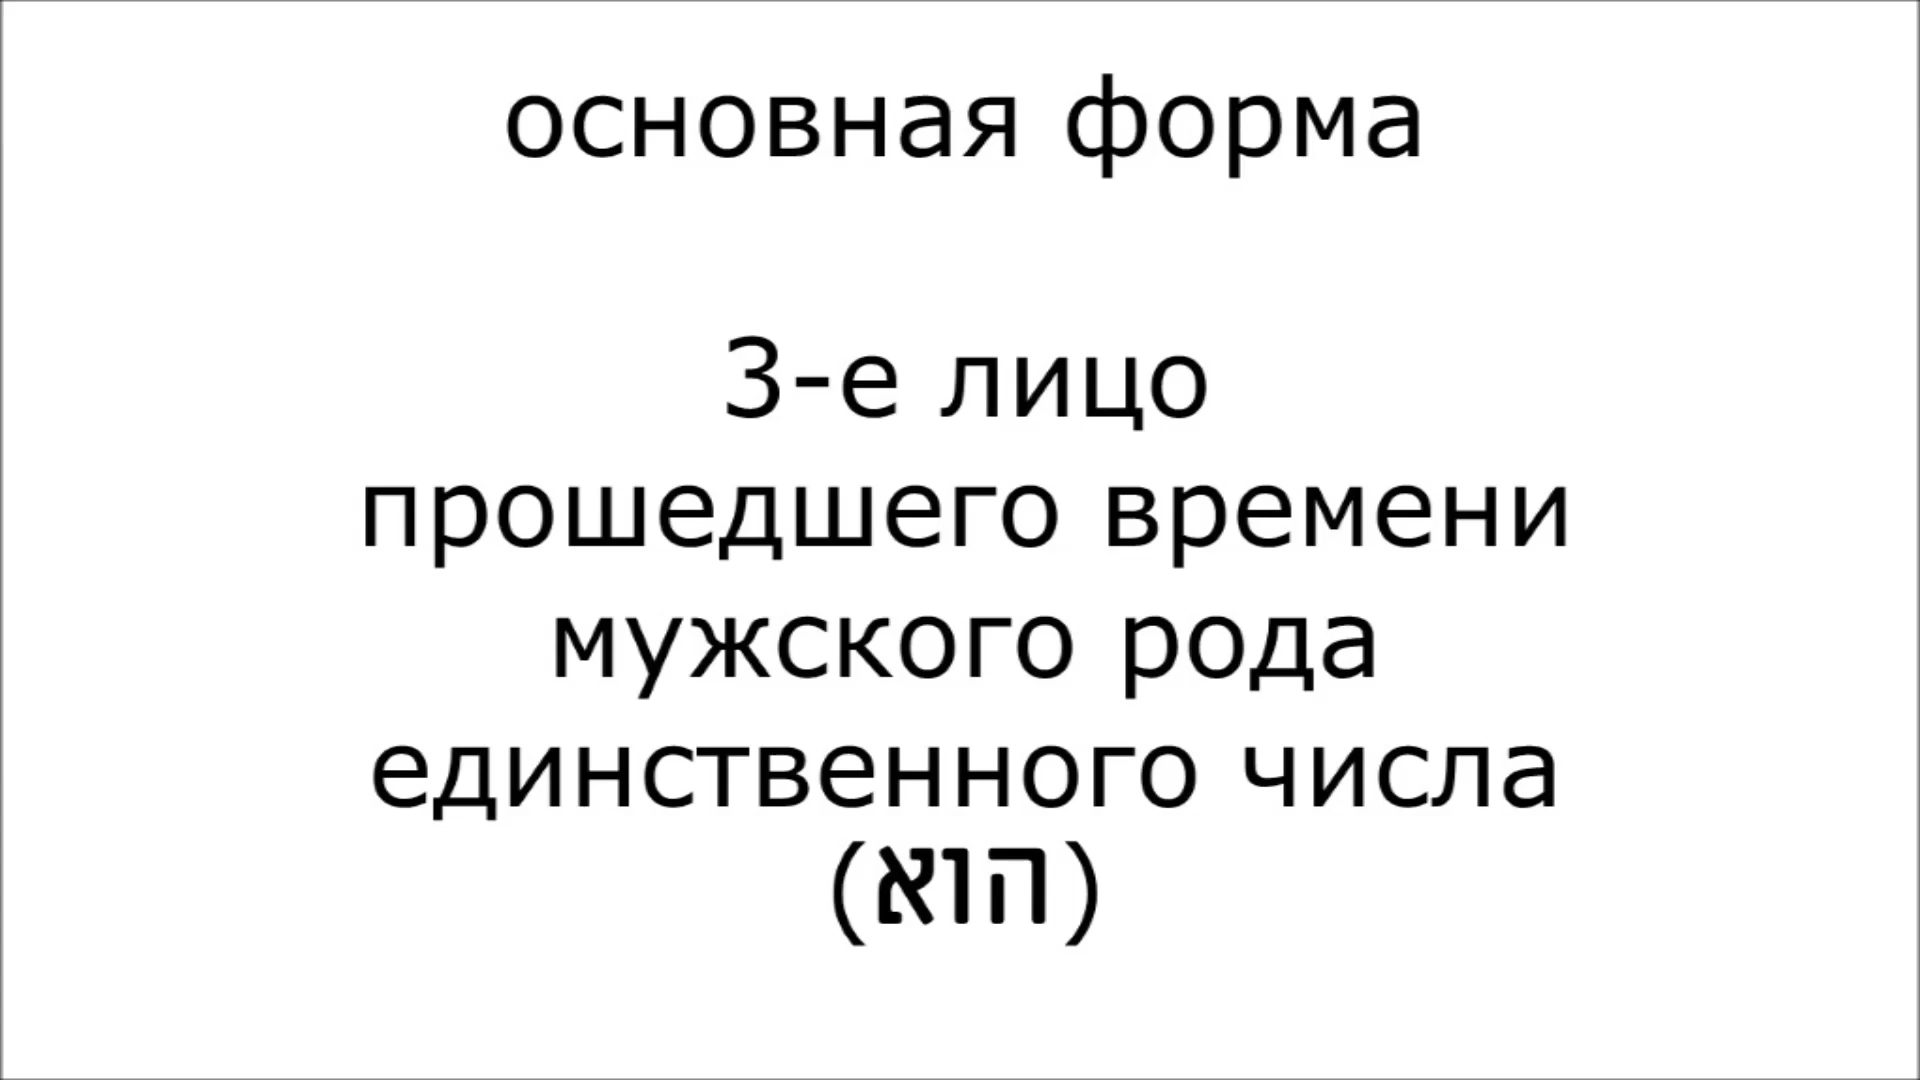 основная форма
3-е лицо
прошедшего времени
мужского рода
единственного числа
(הוא)